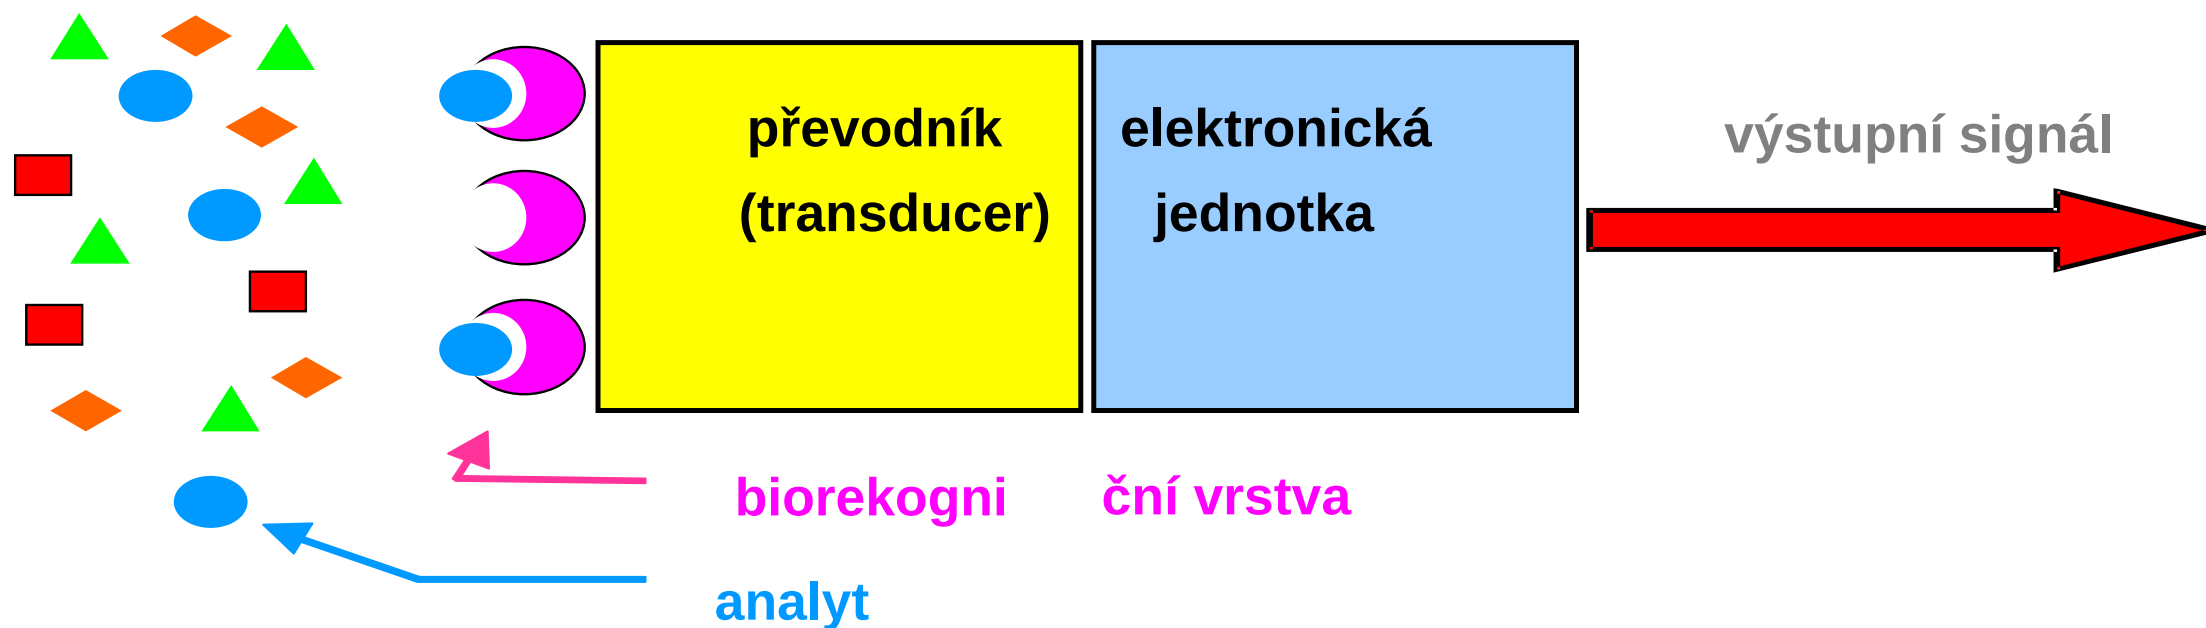 převodník
(transducer)
elektronická
jednotka
výstupní signál
biorekogni ční vrstva
analyt